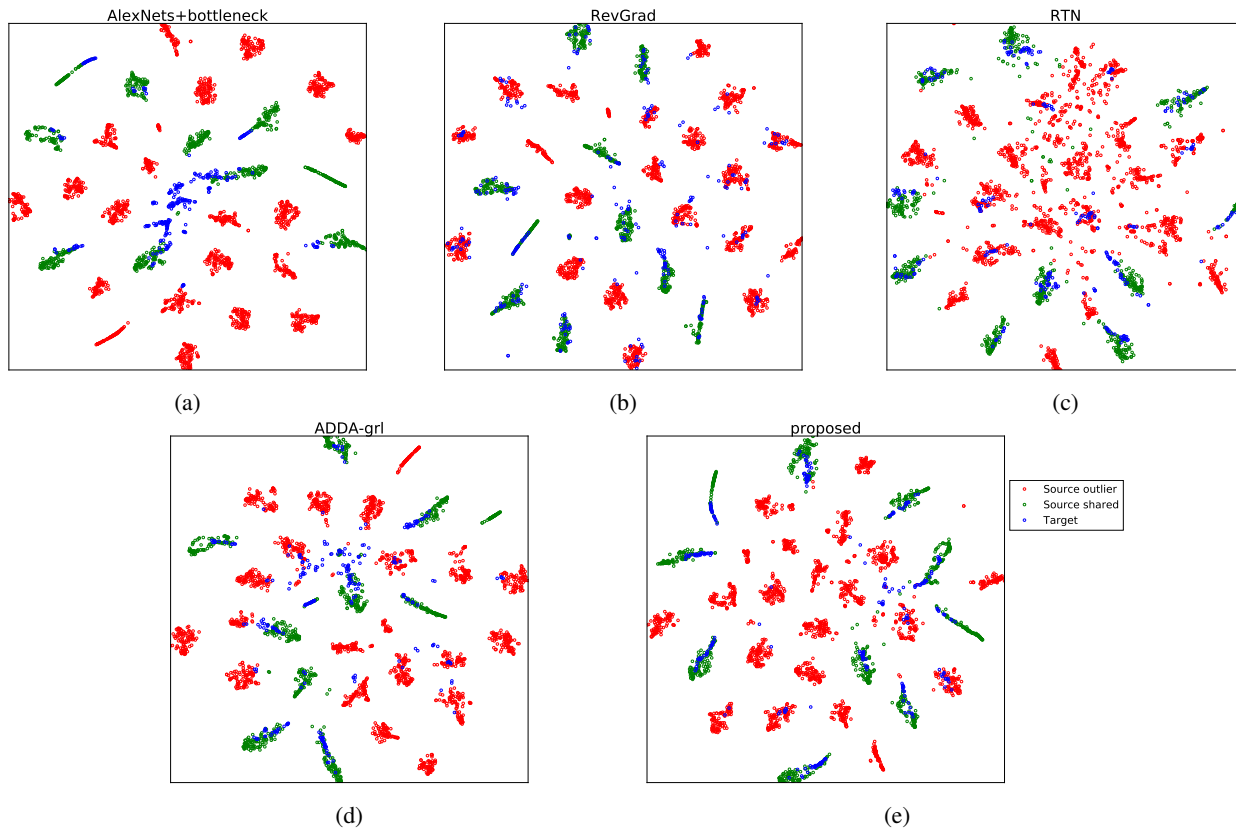 AlexNets+bottleneck
RevGrad
RTN
(a)
(b)
(c)
ADDA-grl
proposed
Source outlier
Source shared
Target
(d)
(e)